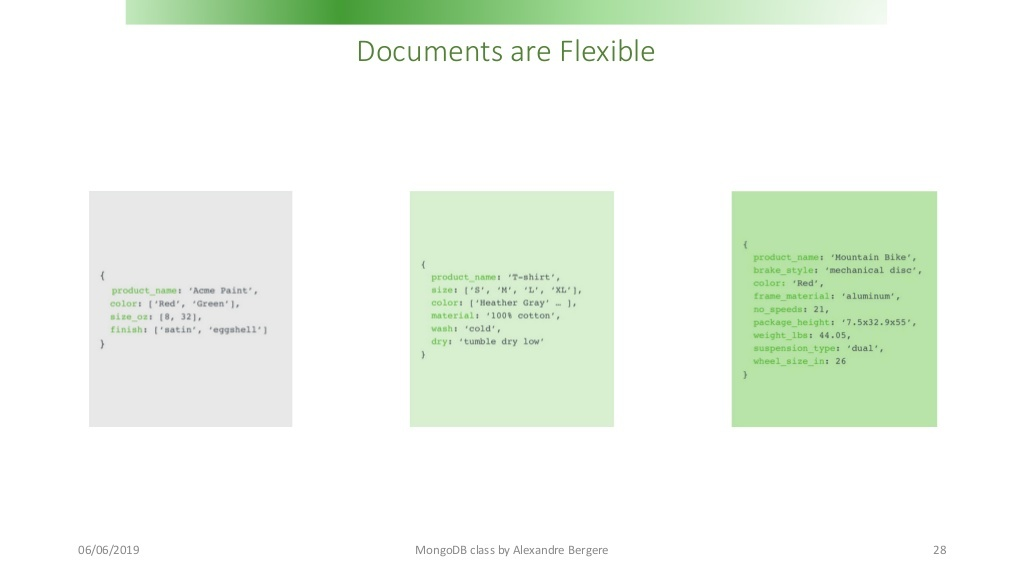 Documents are Flexible
{
product_name: ‘Acme Paint’,
color: [‘Red’, ‘Green’],
size_oz: [8, 32],
finish: [‘satin’, ‘eggshell’]
}
{
product_name: ‘T-shirt’,
size: [‘S’, ‘M’, ‘L’, ‘XL’],
color: [‘Heather Gray’ … ],
material: ‘100% cotton’,
wash: ‘cold’,
dry: ‘tumble dry low’
}
{
product_name: ‘Mountain Bike’,
brake_style: ‘mechanical disc’,
color: ‘Red’,
frame_material: ‘aluminum’,
no_speeds: 21,
package_height: ‘7.5x32.9x55’,
weight_lbs: 44.05,
suspension_type: ‘dual’,
wheel_size_in: 26
}
06/06/2019
MongoDB class by Alexandre Bergere
28